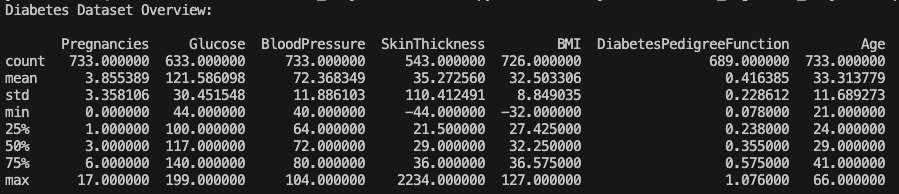 Diabetes Dataset Overview:
Pregnancies Glucose BloodPressure SkinThickness BMI DiabetesPedigreeFunction Age
count 733.000000 633.000000 733.000000 543.000000 726.000000 689.000000 733.000000
mean 3.855389 121.586098 72.368349 35.272560 32.503306 0.416385 33.313779
std 3.358106 30.451548 11.886103 110.412491 8.849035 0.228612 11.689273
min 0.000000 44.000000 40.000000 -44.000000 -32.000000 0.078000 21.000000
25% 1.000000 100.000000 64.000000 21.500000 27.425000 0.238000 24.000000
50% 3.000000 117.000000 72.000000 29.000000 32.250000 0.355000 29.000000
75% 6.000000 140.000000 80.000000 36.000000 36.575000 0.575000 41.000000
max 17.000000 199.000000 104.000000 2234.000000 127.000000 1.076000 66.000000